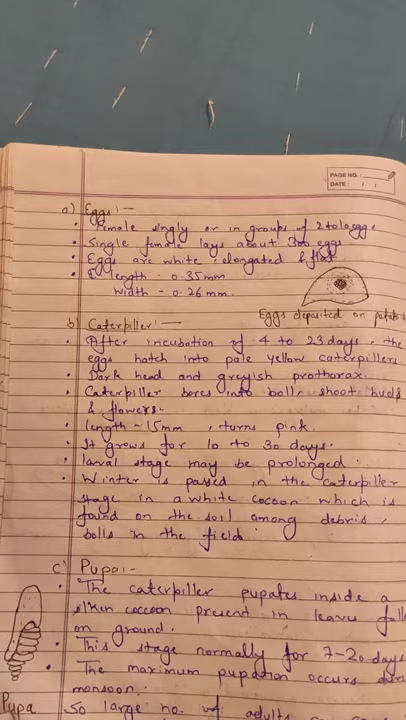 PAGE NO.:
DATE: / /
a) Eggs:-
• Female singly or in groups of 2 to 10 eggs
• Single female lays about 300 eggs
• Eggs are white, elongated & flat
• length - 0.35mm
width - 0.26 mm.
Eggs deposited on
b) Caterpiller:-
• After incubation of 4 to 23 days, the
eggs hatch into pale yellow caterpillers
• Dark head and greyish prothorax.
• Caterpiller bores into boll, shoot buds
& flowers.
• length ~15mm, turns pink.
• It grows for 10 to 30 days.
• larval stage may be prolonged.
• Winter is passed in the caterpiller
stage in a white cocoon which is
found on the soil among debris,
bolls in the field.
c) Pupa:-
• The caterpiller pupates inside a
silken cocoon present in leaves
on ground.
• This stage normally for 7-20 days
• The maximum pupation occurs
monsoon.
Pupa
So large no. of adults